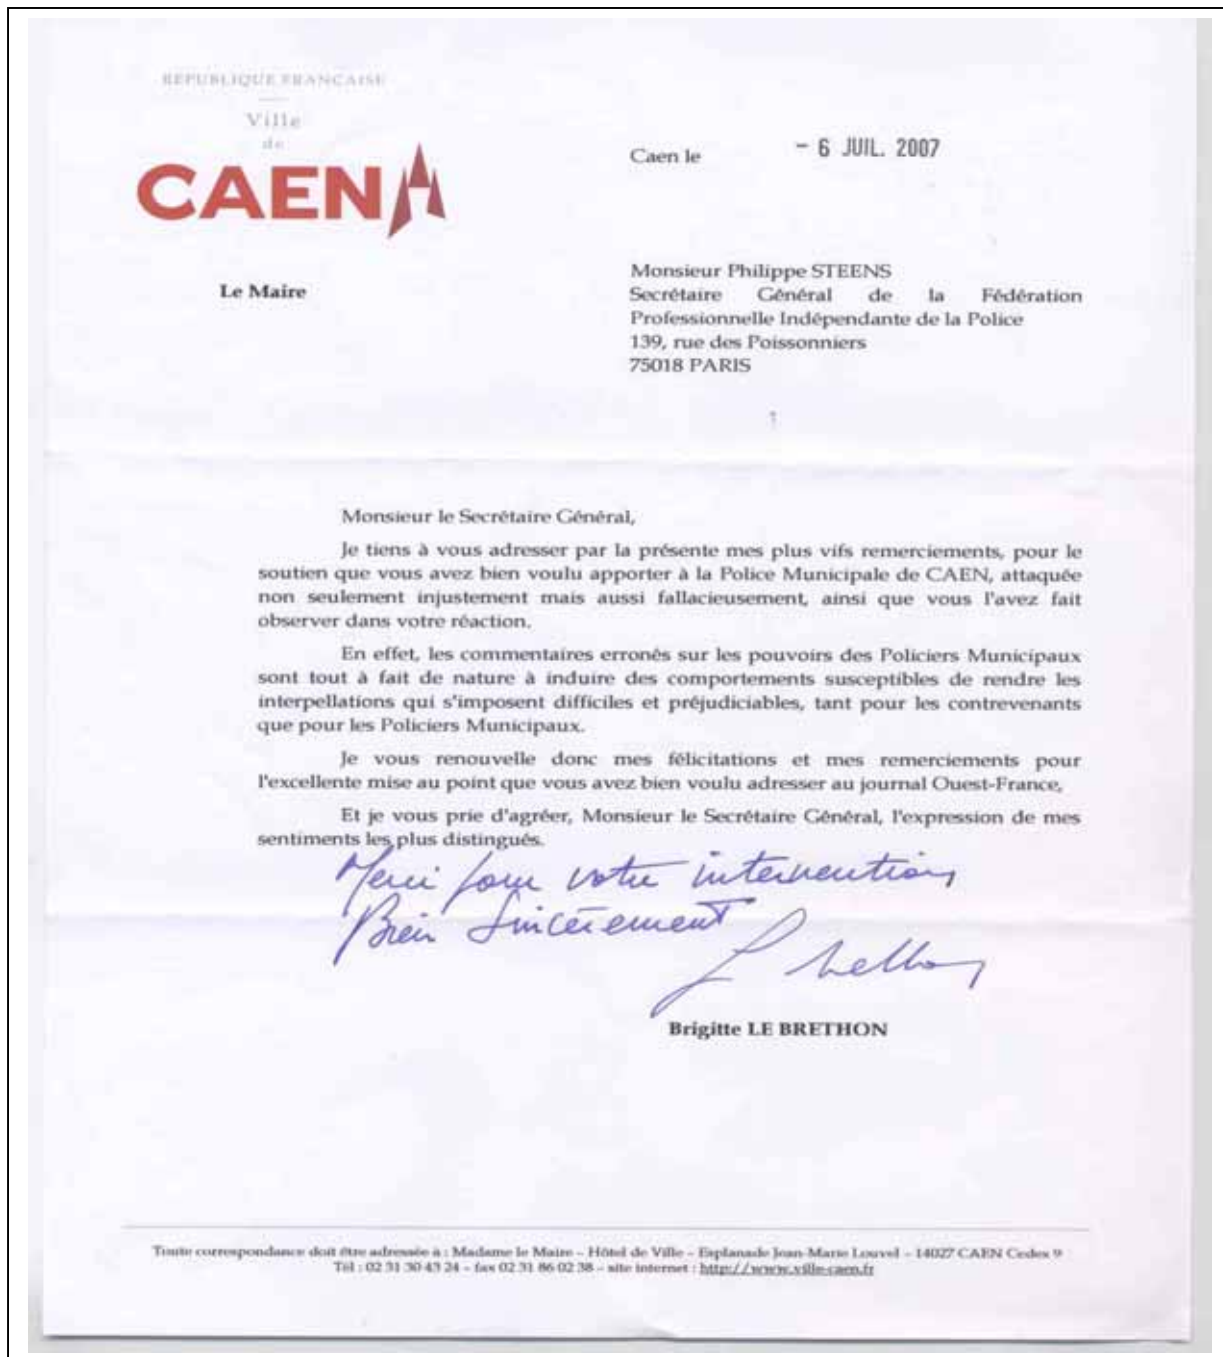 REPUBLIQUE FRANCAISE
Ville
de
CAEN
Caen le - 6 JUIL. 2007
Le Maire
Monsieur Philippe STEENS
Secrétaire Général de la Fédération
Professionnelle Indépendante de la Police
139, rue des Poissonniers
75018 PARIS
Monsieur le Secrétaire Général,
Je tiens à vous adresser par la présente mes plus vifs remerciements, pour le
soutien que vous avez bien voulu apporter à la Police Municipale de CAEN, attaquée
non seulement injustement mais aussi fallacieusement, ainsi que vous l'avez fait
observer dans votre réaction.
En effet, les commentaires erronés sur les pouvoirs des Policiers Municipaux
sont tout à fait de nature à induire des comportements susceptibles de rendre les
interpellations qui s'imposent difficiles et préjudiciables, tant pour les contrevenants
que pour les Policiers Municipaux.
Je vous renouvelle donc mes félicitations et mes remerciements pour
l'excellente mise au point que vous avez bien voulu adresser au journal Ouest-France,
Et je vous prie d'agréer, Monsieur le Secrétaire Général, l'expression de mes
sentiments les plus distingués.
Merci pour votre intervention
Bien Sincèrement
Brigitte LE BRETHON
Toute correspondance doit être adressée à : Madame le Maire – Hôtel de Ville – Esplanade Jean-Marie Louvel – 14027 CAEN Cedex 9
Tél : 02 31 30 43 24 – fax 02 31 86 02 38 – site internet : http://www.ville-caen.fr